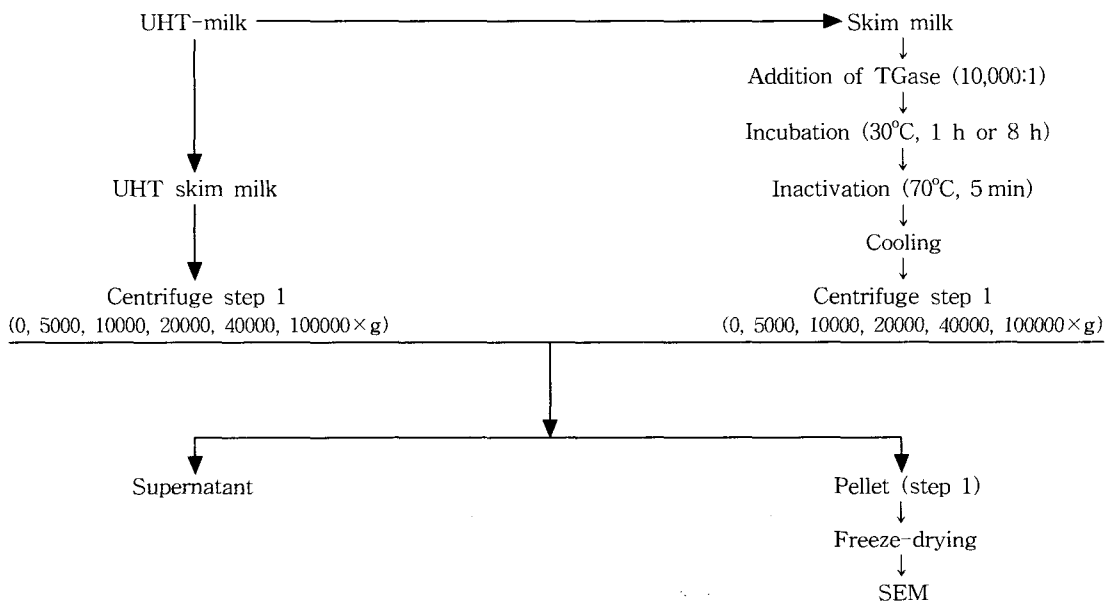 UHT-milk
Skim milk
Addition of TGase (10,000:1)
Incubation (30°C, 1 h or 8 h)
UHT skim milk
Inactivation (70°C, 5 min)
Cooling
Centrifuge step 1
(0, 5000, 10000, 20000, 40000, 100000×g)
Centrifuge step 1
(0, 5000, 10000, 20000, 40000, 100000×g)
Supernatant
Pellet (step 1)
Freeze-drying
SEM